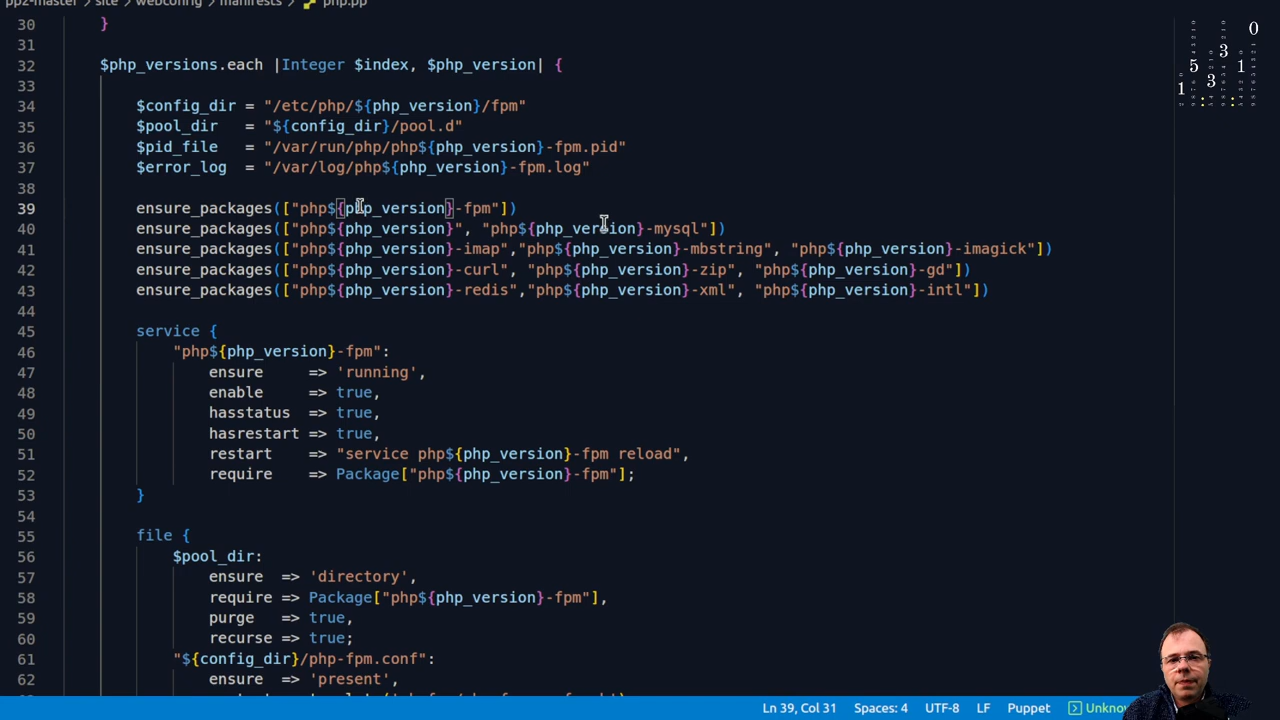 pp2-master > site > webconfig > manifests > php.pp
30 }
31
32 $php_versions.each |Integer $index, $php_version| {
33
34 $config_dir = "/etc/php/${php_version}/fpm"
35 $pool_dir = "${config_dir}/pool.d"
36 $pid_file = "/var/run/php/php${php_version}-fpm.pid"
37 $error_log = "/var/log/php${php_version}-fpm.log"
38
39 ensure_packages(["php${php_version}-fpm"])
40 ensure_packages(["php${php_version}", "php${php_version}-mysql"])
41 ensure_packages(["php${php_version}-imap","php${php_version}-mbstring", "php${php_version}-imagick"])
42 ensure_packages(["php${php_version}-curl", "php${php_version}-zip", "php${php_version}-gd"])
43 ensure_packages(["php${php_version}-redis","php${php_version}-xml", "php${php_version}-intl"])
44
45 service {
46 "php${php_version}-fpm":
47 ensure => 'running',
48 enable => true,
49 hasstatus => true,
50 hasrestart => true,
51 restart => "service php${php_version}-fpm reload",
52 require => Package["php${php_version}-fpm"];
53 }
54
55 file {
56 $pool_dir:
57 ensure => 'directory',
58 require => Package["php${php_version}-fpm"],
59 purge => true,
60 recurse => true;
61 "${config_dir}/php-fpm.conf":
62 ensure => 'present',
Ln 39, Col 31 Spaces: 4 UTF-8 LF Puppet